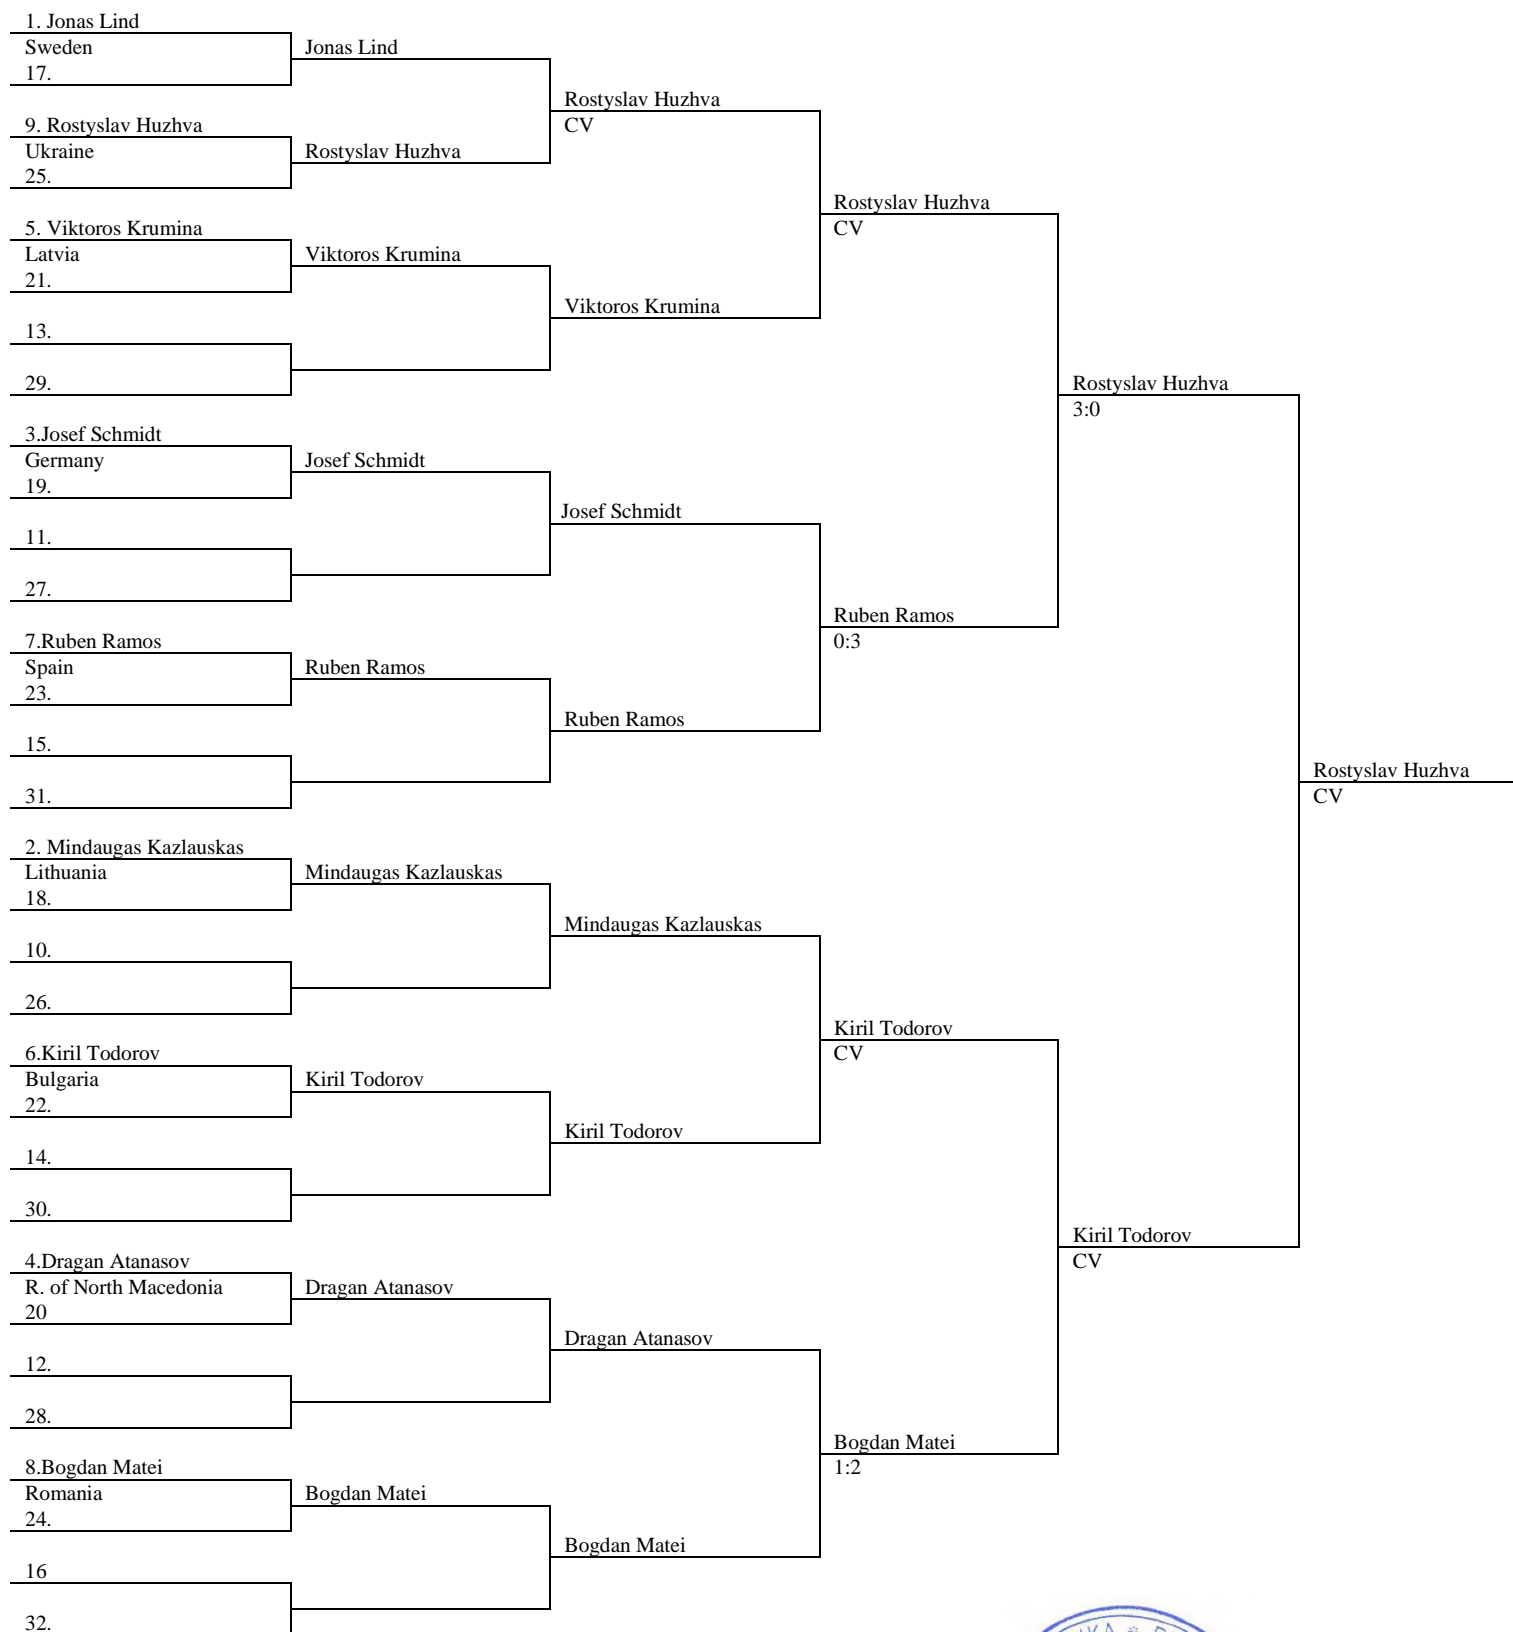 1. Jonas Lind
Sweden
17.
9. Rostyslav Huzhva
Ukraine
25.
5. Viktoros Krumina
Latvia
21.
13.
29.
3.Josef Schmidt
Germany
19.
11.
27.
7.Ruben Ramos
Spain
23.
15.
31.
2. Mindaugas Kazlauskas
Lithuania
18.
10.
26.
6.Kiril Todorov
Bulgaria
22.
14.
30.
4.Dragan Atanasov
R. of North Macedonia
20
12.
28.
8.Bogdan Matei
Romania
24.
16
32.
Jonas Lind
Rostyslav Huzhva
Viktoros Krumina
Josef Schmidt
Ruben Ramos
Mindaugas Kazlauskas
Kiril Todorov
Dragan Atanasov
Bogdan Matei
Rostyslav Huzhva
CV
Viktoros Krumina
Josef Schmidt
Ruben Ramos
Mindaugas Kazlauskas
Kiril Todorov
Dragan Atanasov
Bogdan Matei
Rostyslav Huzhva
CV
Ruben Ramos
0:3
Kiril Todorov
CV
Bogdan Matei
1:2
Rostyslav Huzhva
3:0
Kiril Todorov
CV
Rostyslav Huzhva
CV